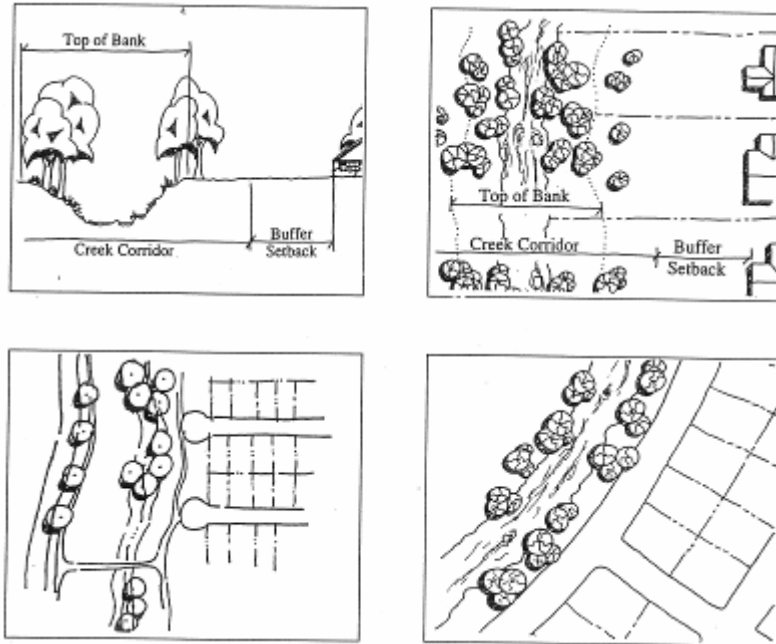 Top of Bank
Creek Corridor
Buffer
Setback
Top of Bank
Creek Corridor
Buffer
Setback